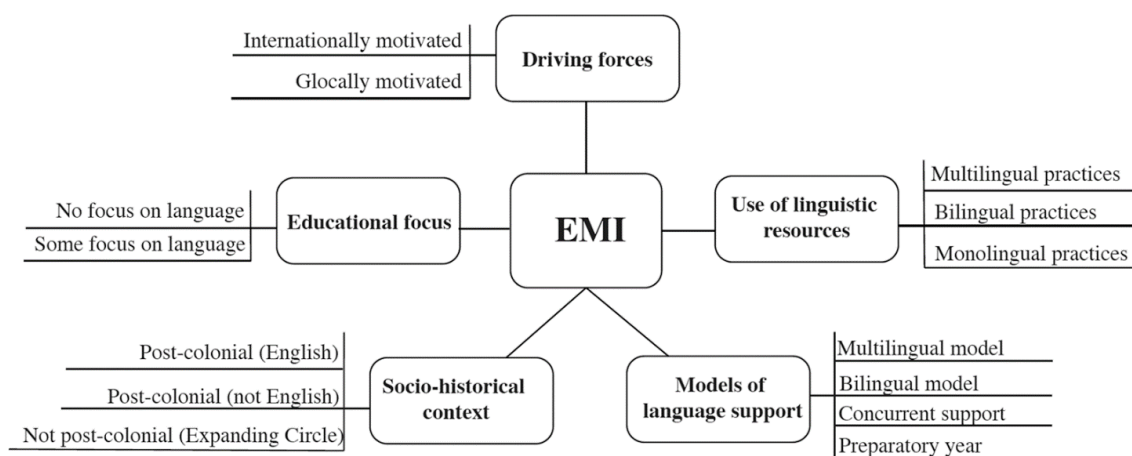 Internationally motivated
Glocally motivated
Driving forces
No focus on language
Some focus on language
Educational focus
EMI
Use of linguistic
resources
Multilingual practices
Bilingual practices
Monolingual practices
Post-colonial (English)
Post-colonial (not English)
Not post-colonial (Expanding Circle)
Socio-historical
context
Models of
language support
Multilingual model
Bilingual model
Concurrent support
Preparatory year